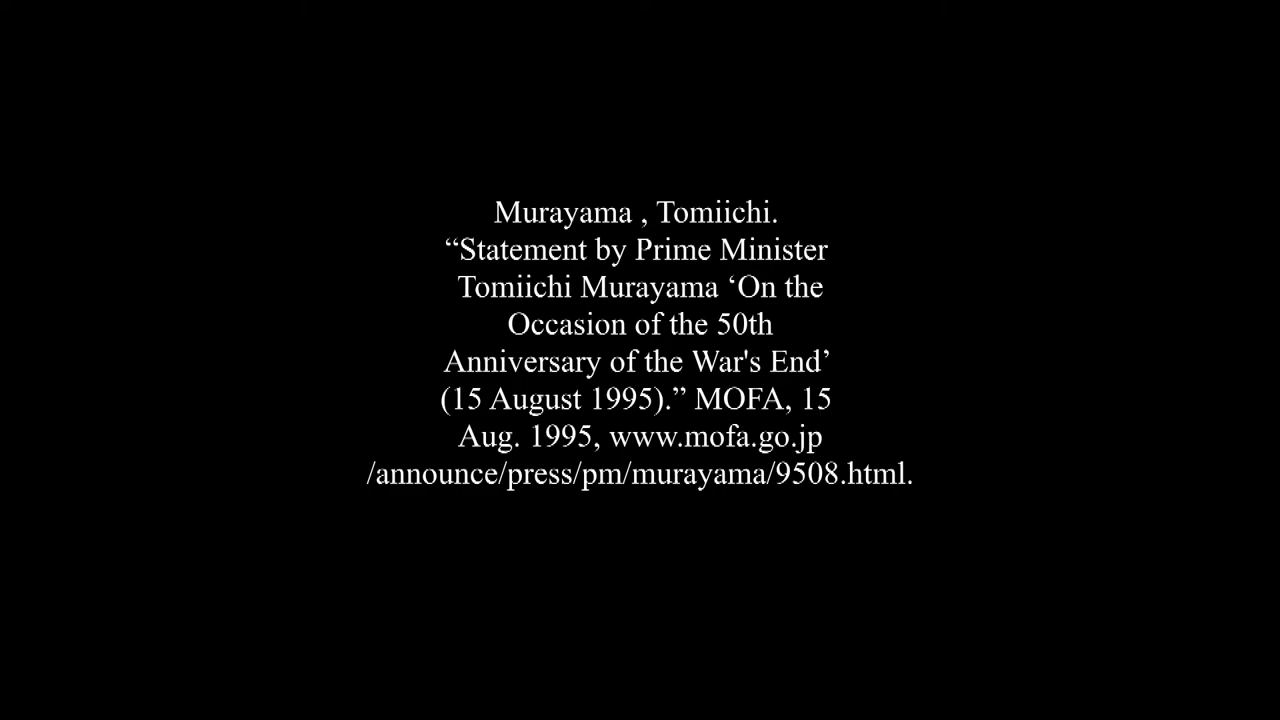 Murayama , Tomiichi.
“Statement by Prime Minister
Tomiichi Murayama ‘On the
Occasion of the 50th
Anniversary of the War's End’
(15 August 1995).” MOFA, 15
Aug. 1995, www.mofa.go.jp
/announce/press/pm/murayama/9508.html.